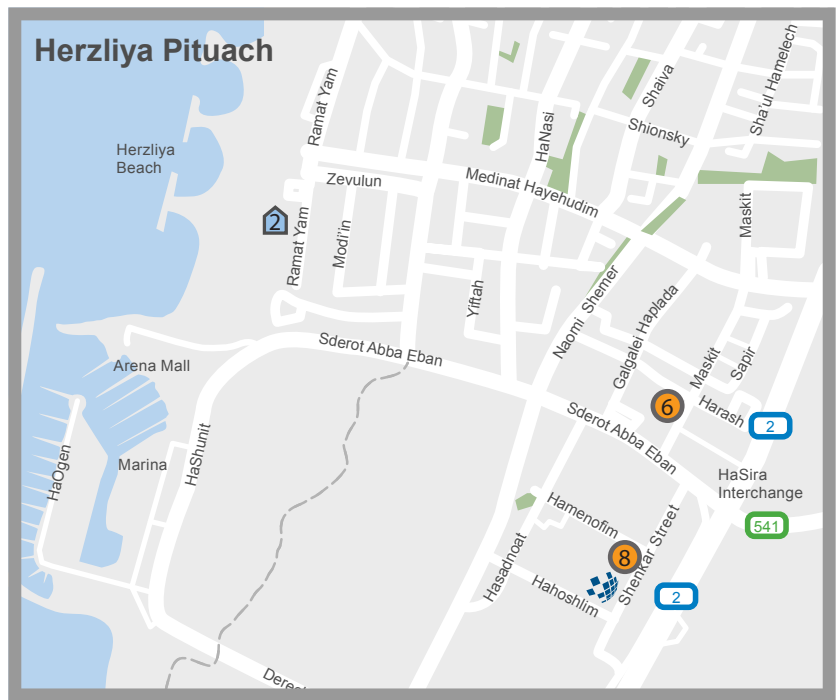 Herzliya Pituach
Ramat Yam
Shaiva
Sha'ul Hamelech
HaNasi
Shionsky
Herzliya
Beach
Zevulun
Medinat Hayehudim
2
Ramat Yam
Modi'in
Maskit
Yiftah
Naomi Shemer
Galgalei Haplada
Sderot Abba Eban
Arena Mall
Maskit
Sapir
6
Harash
2
Sderot Abba Eban
HaShunit
Marina
HaOgen
HaSira
Interchange
541
Hamenofim
Shenkar Street
Hasadnoat
8
Hahoshlim
2